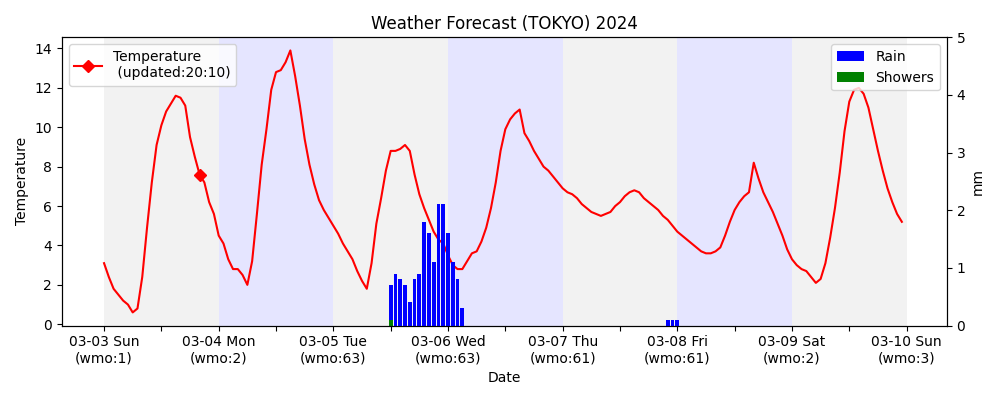 Weather Forecast (TOKYO) 2024
Temperature
(updated:20:10)
Rain
Showers
14
12
10
8
6
4
2
0
Temperature
5
4
3
2
1
0
mm
03-03 Sun
(wmo:1)
03-04 Mon
(wmo:2)
03-05 Tue
(wmo:63)
03-06 Wed
(wmo:63)
03-07 Thu
(wmo:61)
03-08 Fri
(wmo:61)
03-09 Sat
(wmo:2)
03-10 Sun
(wmo:3)
Date